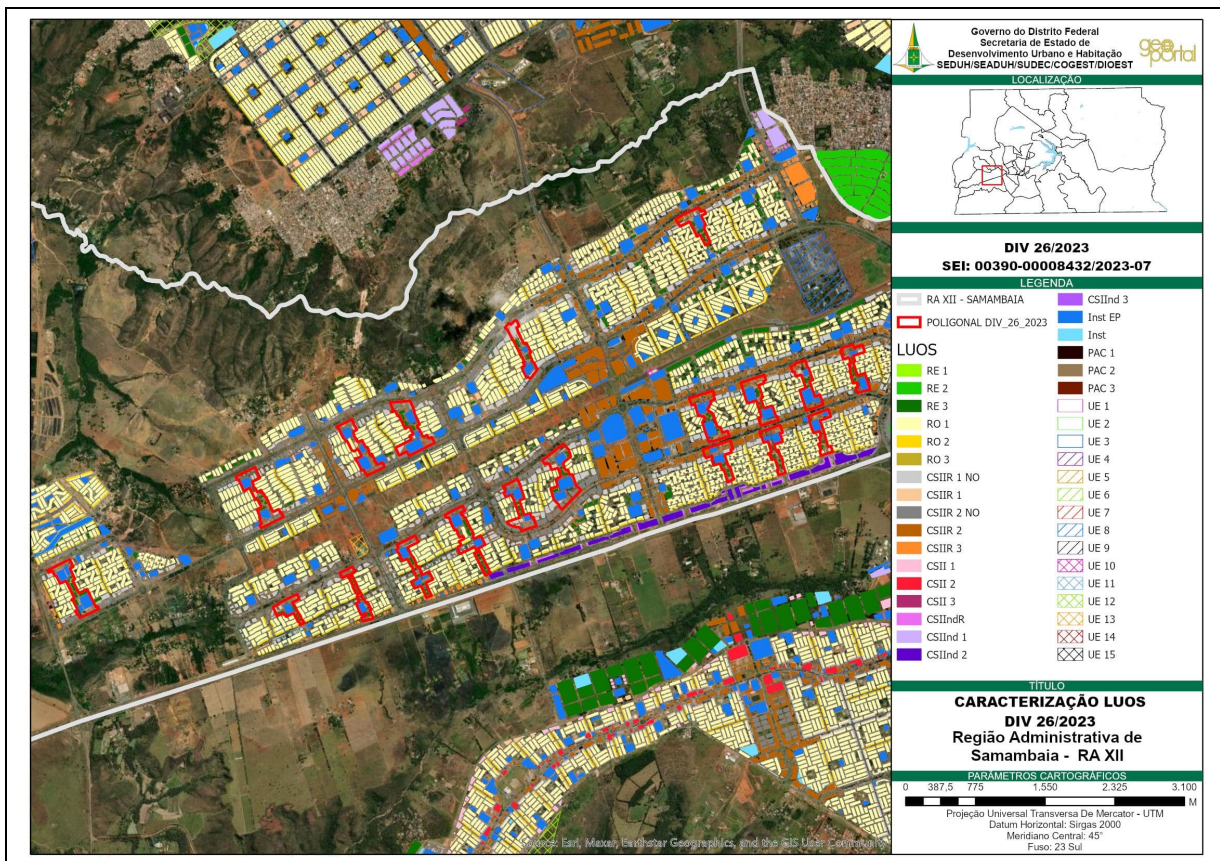 Governo do Distrito Federal
Secretaria de Estado de
Desenvolvimento Urbano e Habitação
SEDUH/SEADUH/SUDEC/COGEST/DIOEST
geoportal
LOCALIZAÇÃO
DIV 26/2023
SEI: 00390-00008432/2023-07
LEGENDA
RA XII - SAMAMBAIA
POLIGONAL DIV_26_2023
LUOS
RE 1
RE 2
RE 3
RO 1
RO 2
RO 3
CSIIR 1 NO
CSIIR 1
CSIIR 2 NO
CSIIR 2
CSIIR 3
CSII 1
CSII 2
CSII 3
CSIIndR
CSIInd 1
CSIInd 2
CSIInd 3
Inst EP
Inst
PAC 1
PAC 2
PAC 3
UE 1
UE 2
UE 3
UE 4
UE 5
UE 6
UE 7
UE 8
UE 9
UE 10
UE 11
UE 12
UE 13
UE 14
UE 15
TÍTULO
CARACTERIZAÇÃO LUOS
DIV 26/2023
Região Administrativa de
Samambaia - RA XII
PARÂMETROS CARTOGRÁFICOS
0 387,5 775 1.550 2.325 3.100
M
Projeção Universal Transversa De Mercator - UTM
Datum Horizontal: Sirgas 2000
Meridiano Central: 45°
Fuso: 23 Sul
Source: Esri, Maxar, Earthstar Geographics, and the GIS User Community